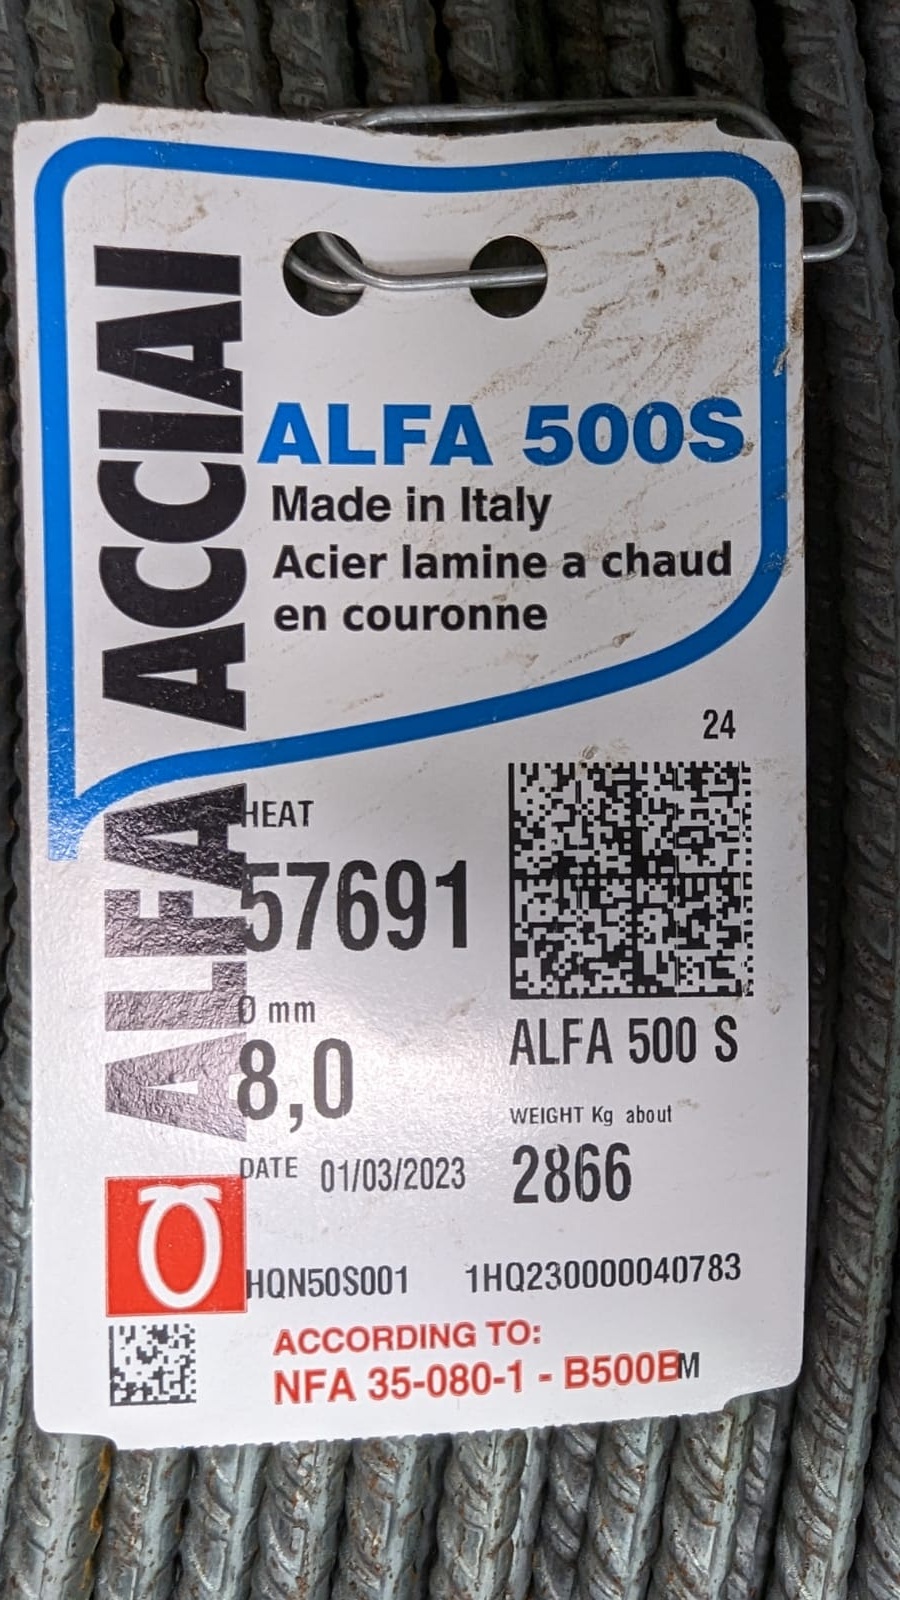 ALFA ACCIAI
ALFA 500S
Made in Italy
Acier lamine a chaud
en couronne
24
HEAT
57691
Ø mm
8,0
ALFA 500 S
WEIGHT Kg about
2866
DATE 01/03/2023
HQN50S001 1HQ230000040783
ACCORDING TO:
NFA 35-080-1 - B500BM